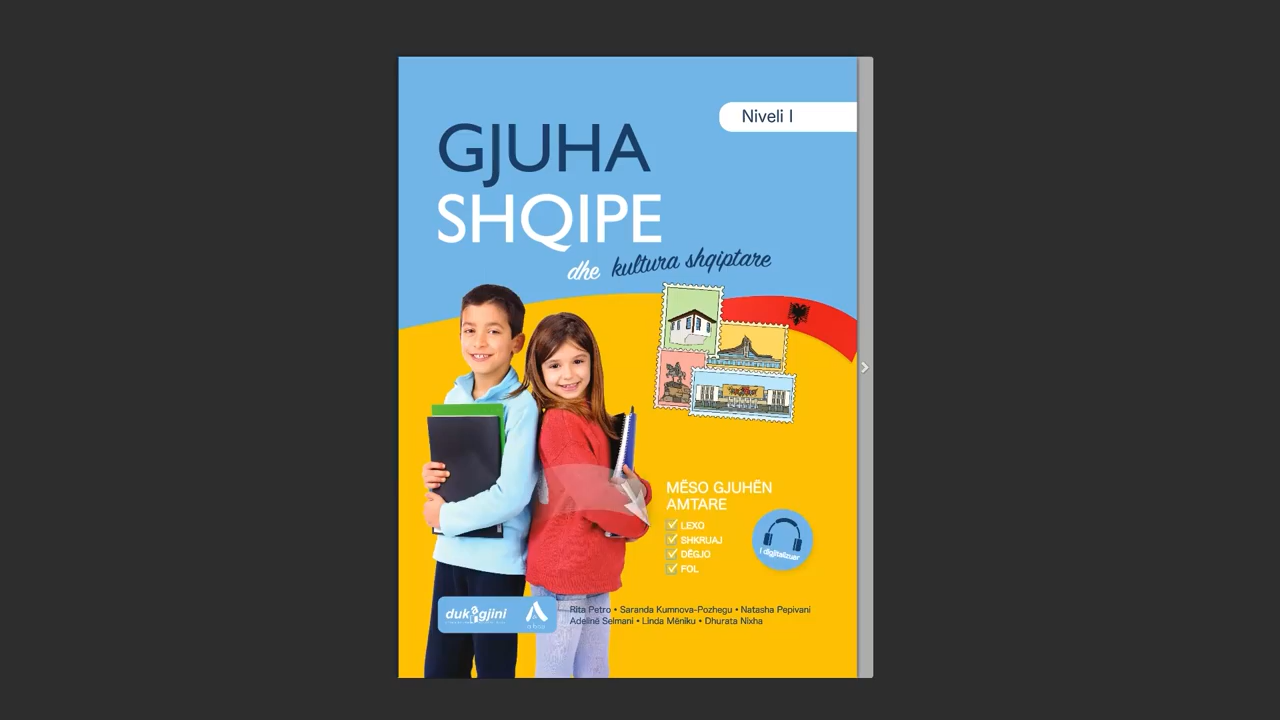 Niveli I
GJUHA
SHQIPE
dhe kultura shqiptare
MËSO GJUHËN
AMTARE
LEXO
SHKRUAJ
DËGJO
FOL
I digjitalizuar
dukagjini
Rita Petro • Saranda Kumnova-Pozhegu • Natasha Pepivani
Adelinë Selmani • Linda Mëniku • Dhurata Nixha